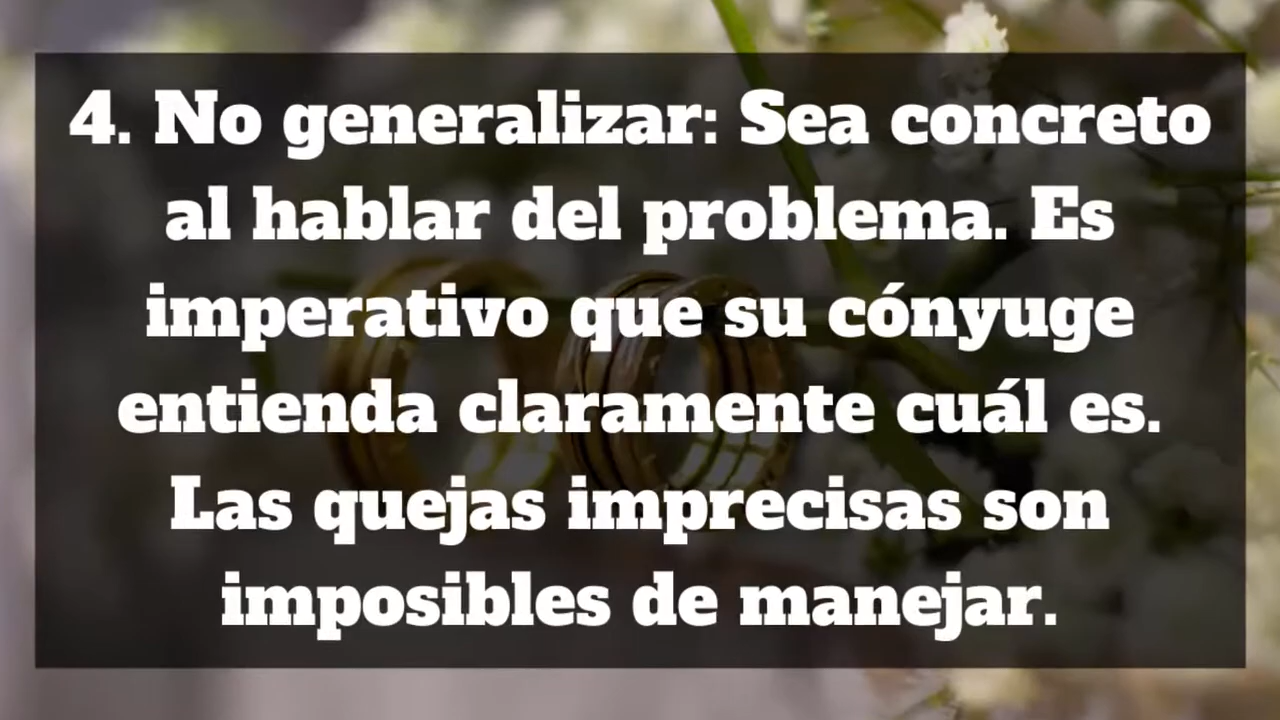 4. No generalizar: Sea concreto
al hablar del problema. Es
imperativo que su cónyuge
entienda claramente cuál es.
Las quejas imprecisas son
imposibles de manejar.